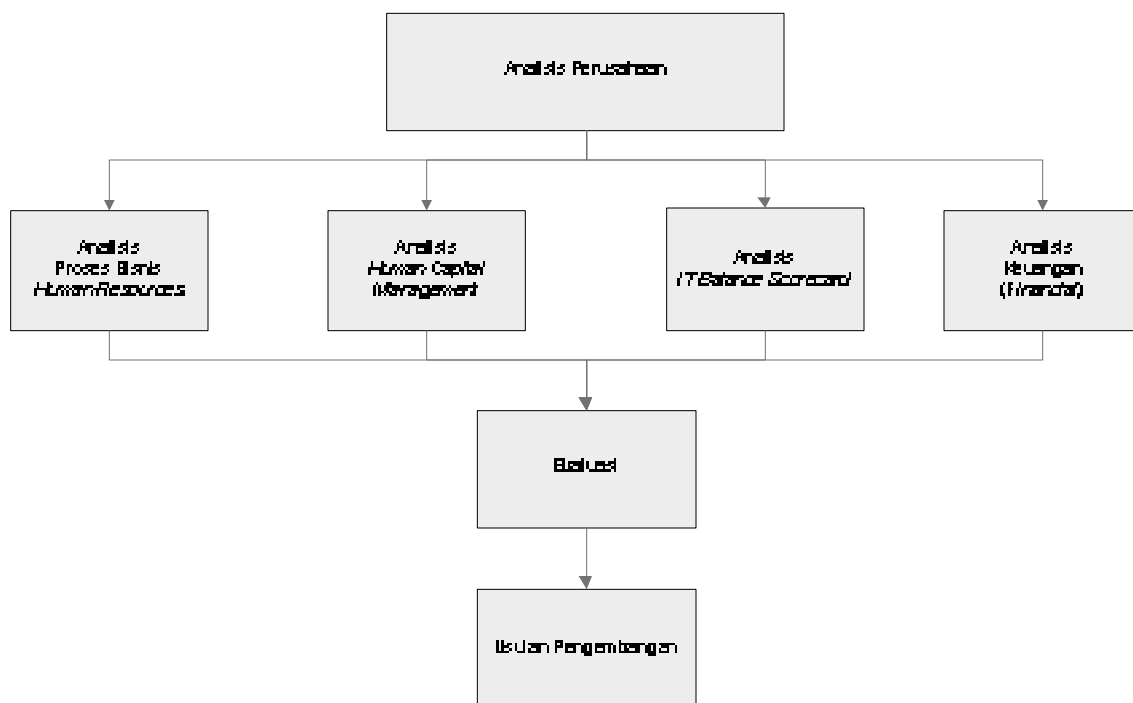 Analisis Perusahaan
Analisis
Proses Bisnis
Human Resources
Analisis
Human Capital
Management
Analisis
IT Balance Scorecard
Analisis
Keuangan
(Financial)
Evaluasi
Usulan Pengembangan